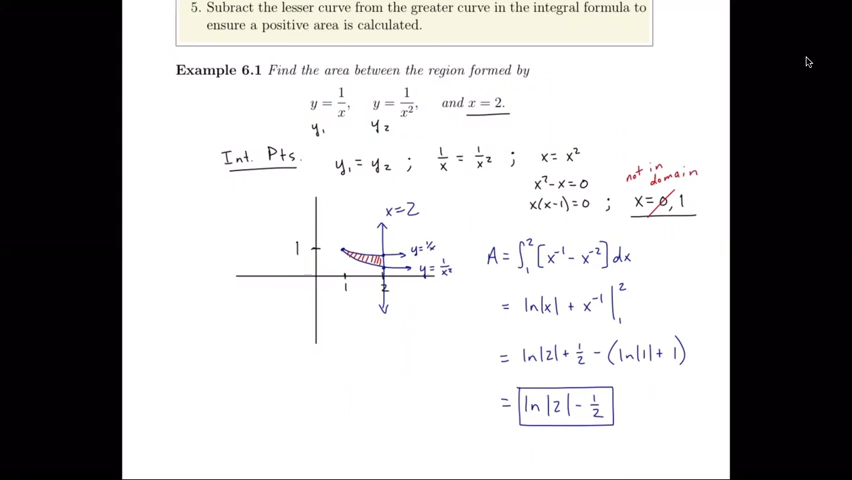 5. Subtract the lesser curve from the greater curve in the integral formula to
ensure a positive area is calculated.
Example 6.1 Find the area between the region formed by
y = 1/x, y = 1/x², and x = 2.
y₁ y₂
Int. Pts. y₁ = y₂ ; 1/x = 1/x² ; x = x²
x² - x = 0
x(x-1) = 0 ; x = 0, 1
not in
domain
x=2
1
y = 1/x
y = 1/x²
1 2
A = ∫₁² [x⁻¹ - x⁻²] dx
= ln|x| + x⁻¹ |₁²
= ln|2| + 1/2 - (ln|1| + 1)
= ln|2| - 1/2